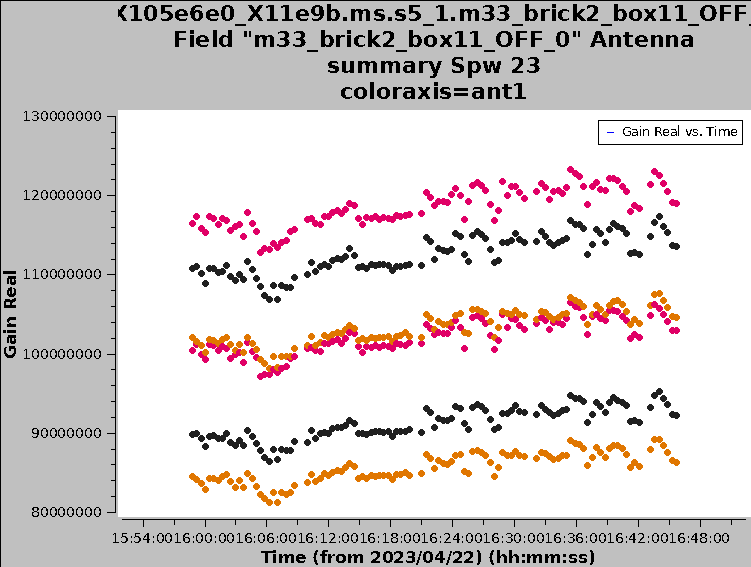 X105e6e0_X11e9b.ms.s5_1.m33_brick2_box11_OFF_
Field "m33_brick2_box11_OFF_0" Antenna
summary Spw 23
coloraxis=ant1
Gain Real vs. Time
130000000
120000000
110000000
100000000
90000000
80000000
Gain Real
15:54:00 16:00:00 16:06:00 16:12:00 16:18:00 16:24:00 16:30:00 16:36:00 16:42:00 16:48:00
Time (from 2023/04/22) (hh:mm:ss)